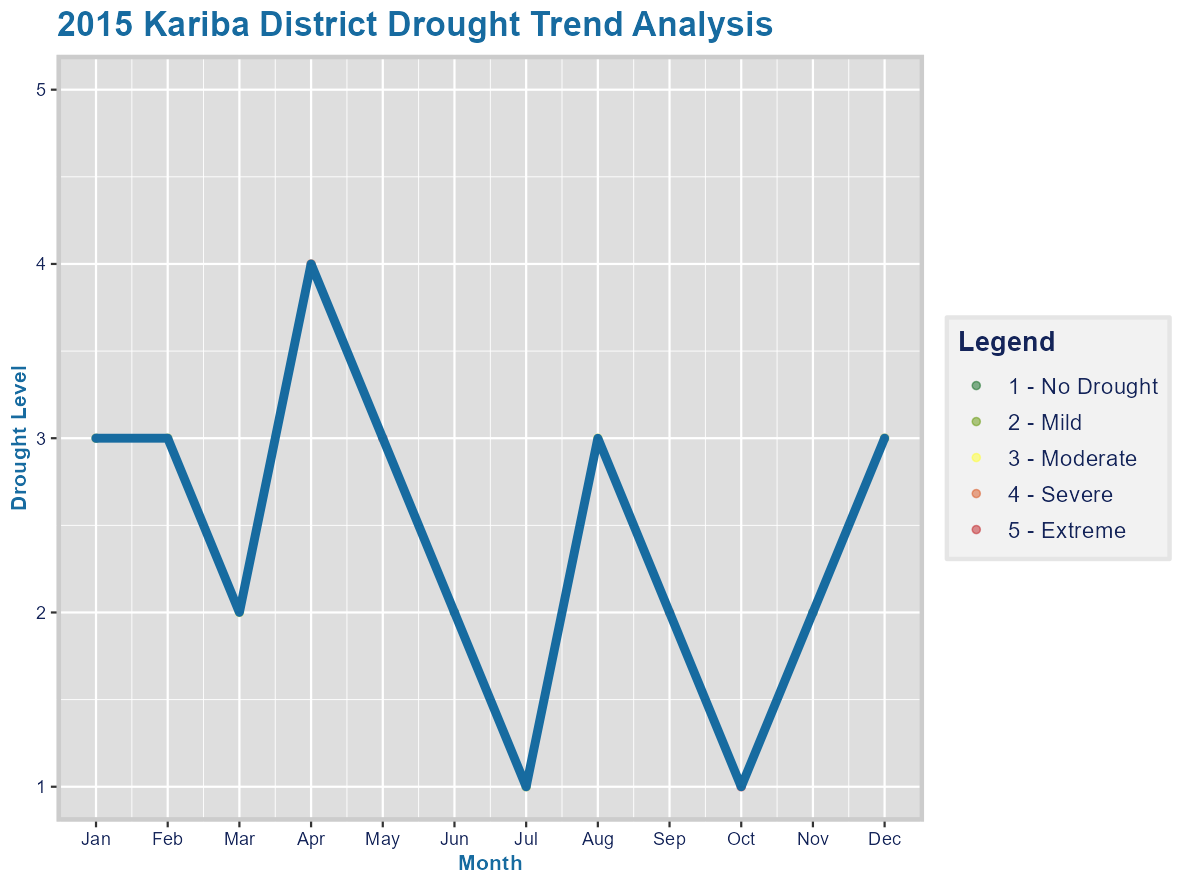 2015 Kariba District Drought Trend Analysis
5
4
3
2
1
Drought Level
Jan Feb Mar Apr May Jun Jul Aug Sep Oct Nov Dec
Month
Legend
1 - No Drought
2 - Mild
3 - Moderate
4 - Severe
5 - Extreme